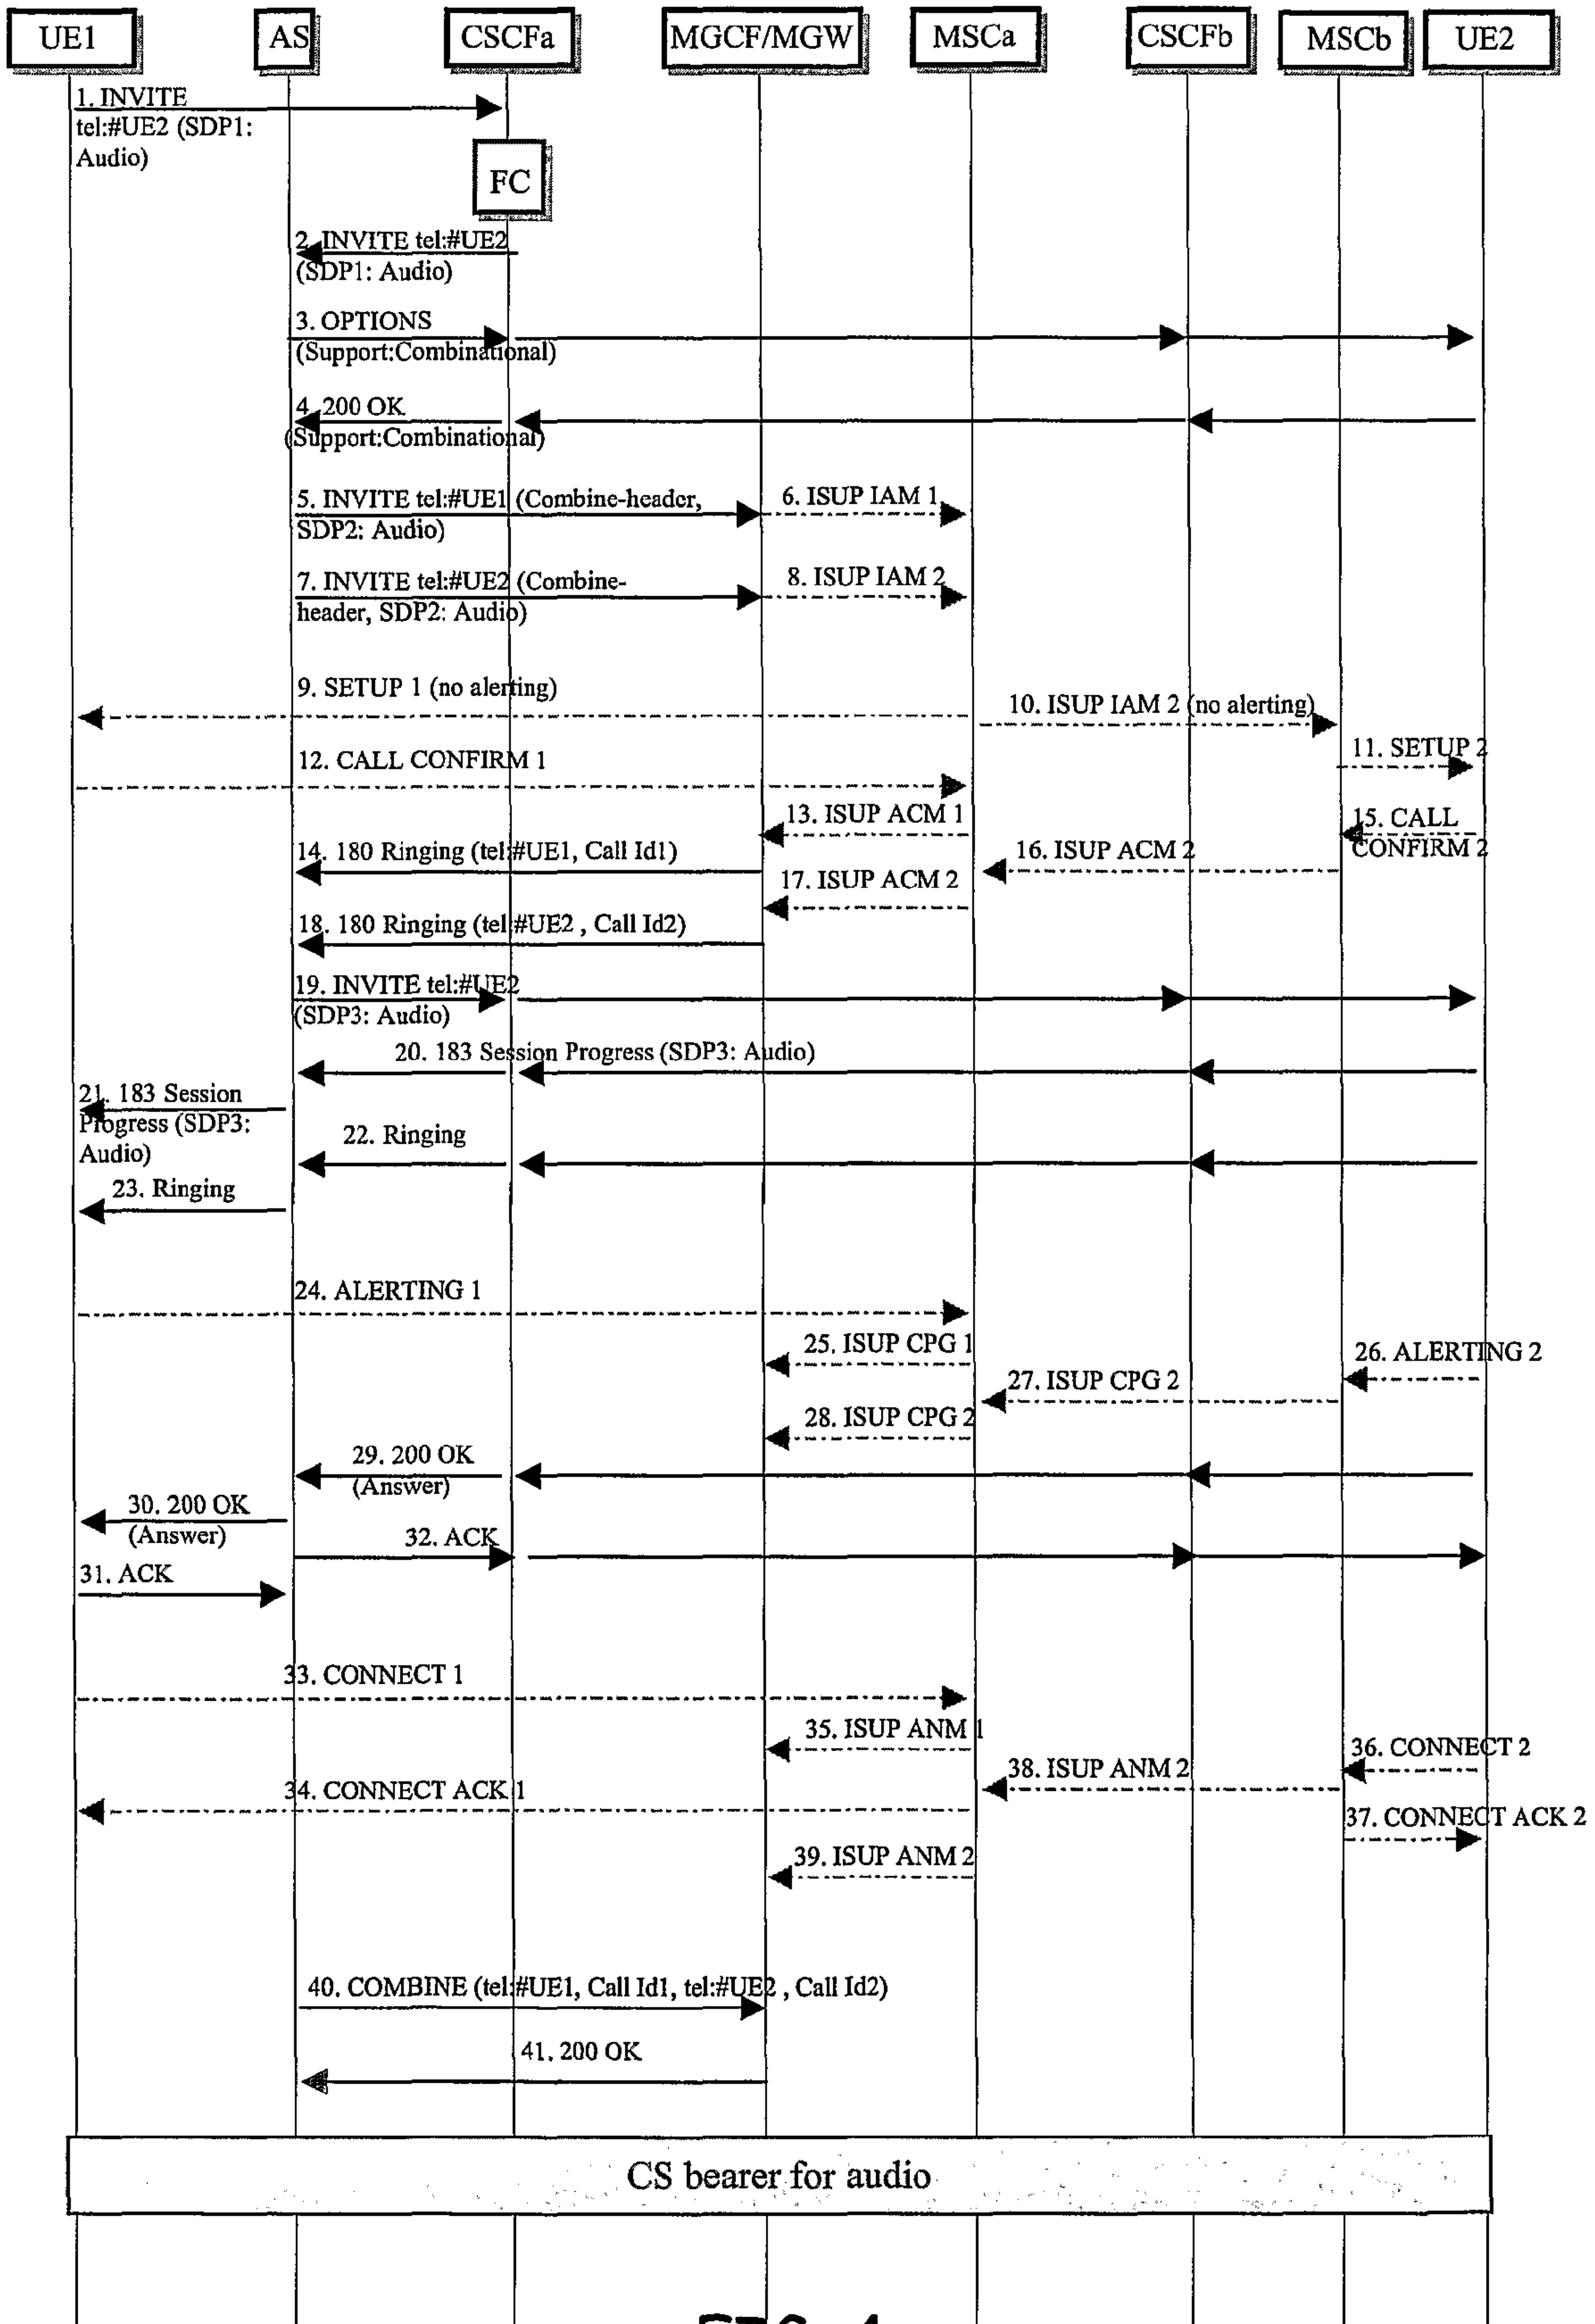 UE1
AS
CSCFa
MGCF/MGW
MSCa
CSCFb
MSCb
UE2
1. INVITE
tel:#UE2 (SDP1:
Audio)
FC
2. INVITE tel:#UE2
(SDP1: Audio)
3. OPTIONS
(Support:Combinational)
4. 200 OK
(Support:Combinational)
5. INVITE tel:#UE1 (Combine-header,
SDP2: Audio)
6. ISUP IAM 1
7. INVITE tel:#UE2 (Combine-
header, SDP2: Audio)
8. ISUP IAM 2
9. SETUP 1 (no alerting)
10. ISUP IAM 2 (no alerting)
11. SETUP 2
12. CALL CONFIRM 1
13. ISUP ACM 1
14. 180 Ringing (tel:#UE1, Call Id1)
15. CALL
CONFIRM 2
16. ISUP ACM 2
17. ISUP ACM 2
18. 180 Ringing (tel:#UE2 , Call Id2)
19. INVITE tel:#UE2
(SDP3: Audio)
20. 183 Session Progress (SDP3: Audio)
21. 183 Session
Progress (SDP3:
Audio)
22. Ringing
23. Ringing
24. ALERTING 1
25. ISUP CPG 1
26. ALERTING 2
27. ISUP CPG 2
28. ISUP CPG 2
29. 200 OK
(Answer)
30. 200 OK
(Answer)
32. ACK
31. ACK
33. CONNECT 1
35. ISUP ANM 1
36. CONNECT 2
38. ISUP ANM 2
34. CONNECT ACK 1
37. CONNECT ACK 2
39. ISUP ANM 2
40. COMBINE (tel:#UE1, Call Id1, tel:#UE2 , Call Id2)
41. 200 OK
CS bearer for audio